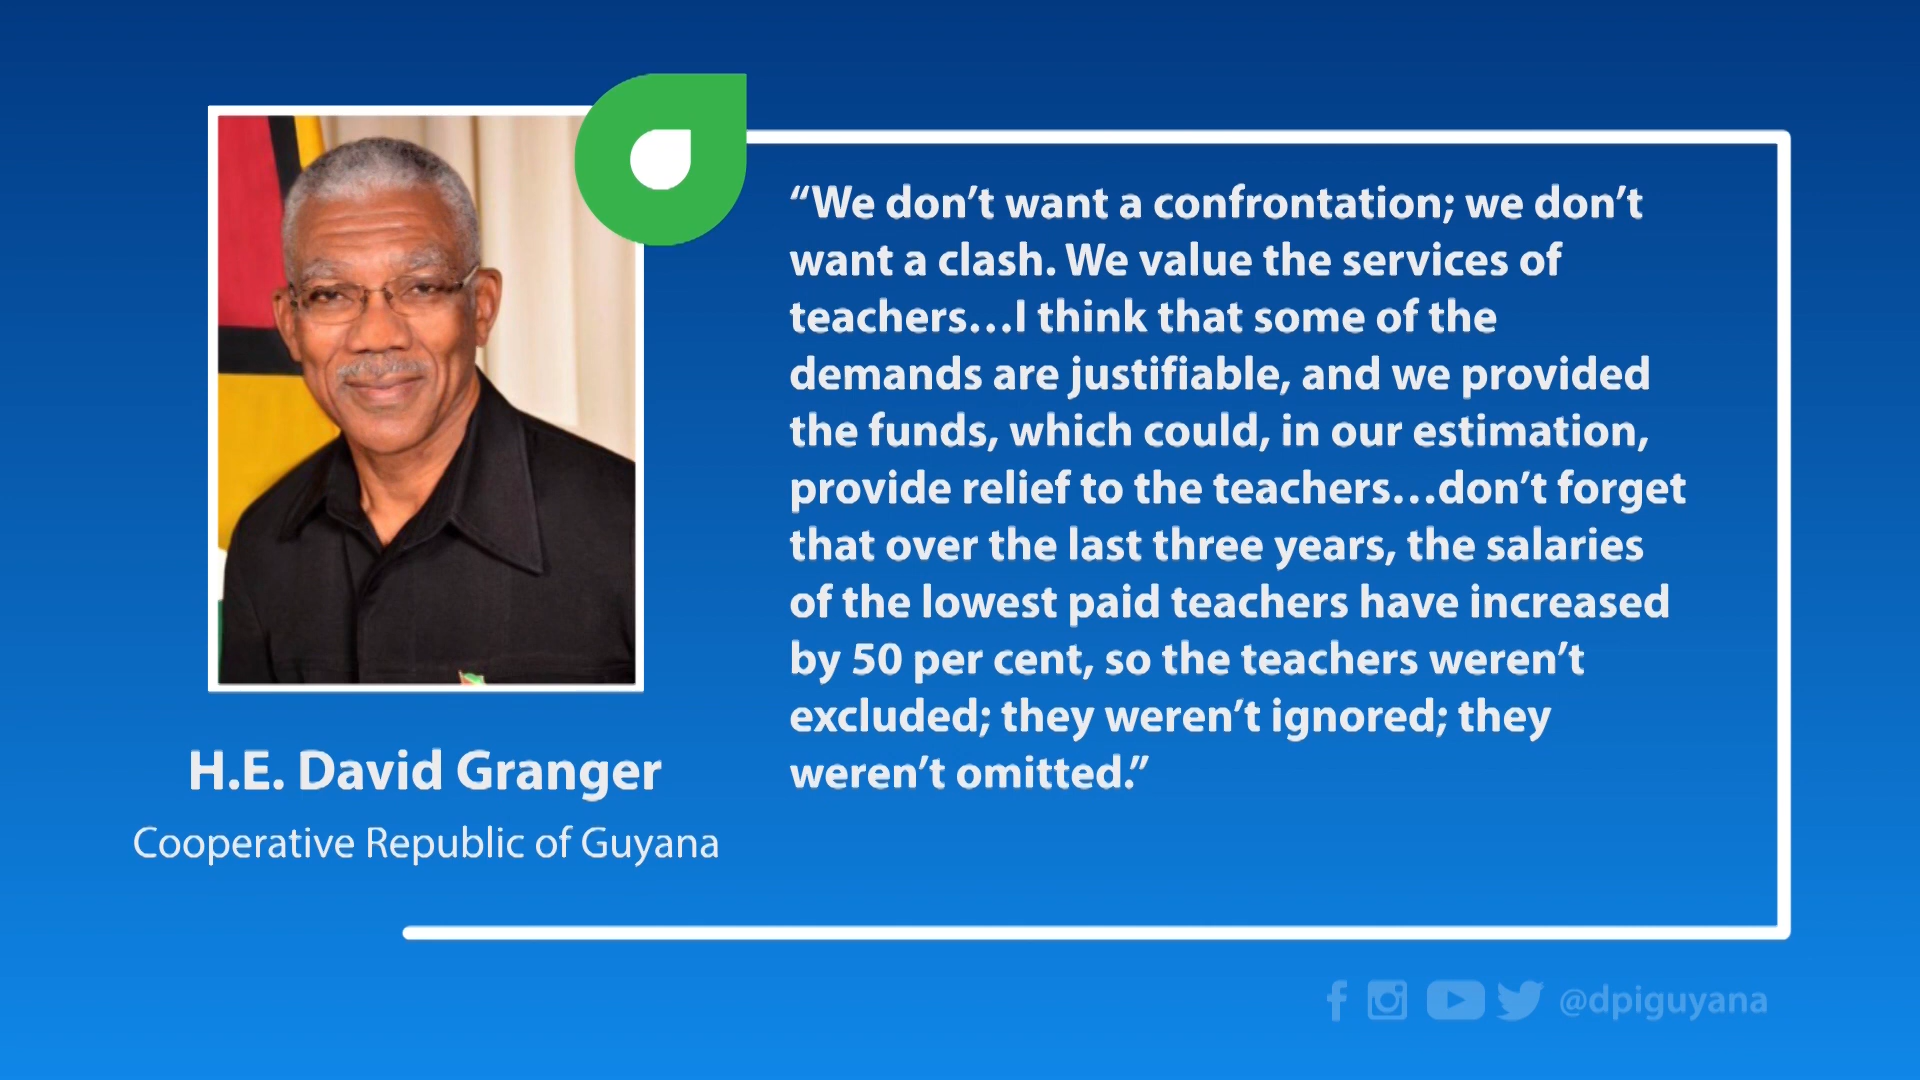 “We don’t want a confrontation; we don’t
want a clash. We value the services of
teachers…I think that some of the
demands are justifiable, and we provided
the funds, which could, in our estimation,
provide relief to the teachers…don’t forget
that over the last three years, the salaries
of the lowest paid teachers have increased
by 50 per cent, so the teachers weren’t
excluded; they weren’t ignored; they
weren’t omitted.”
H.E. David Granger
Cooperative Republic of Guyana
@dpiguyana